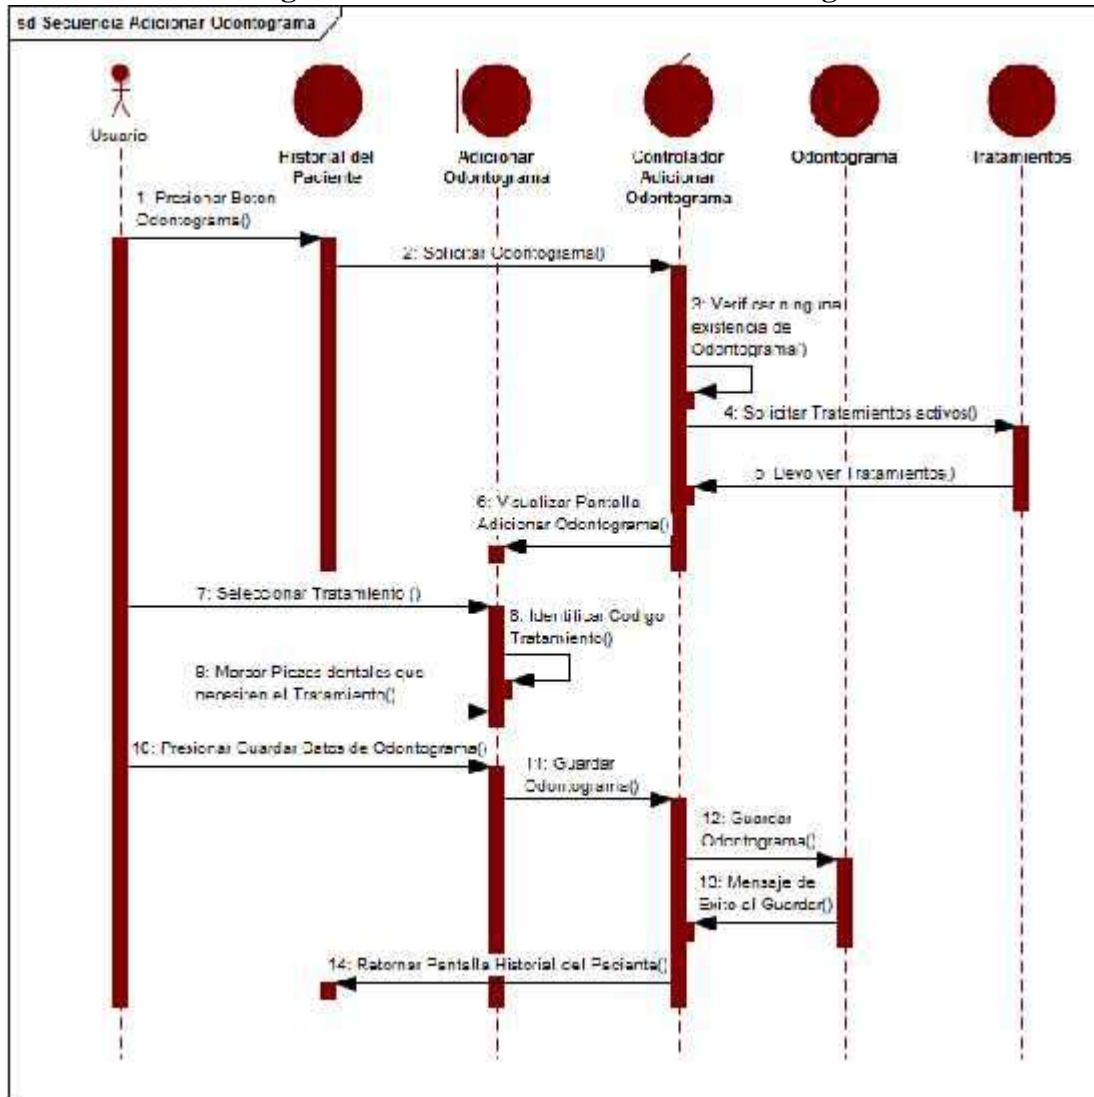 sd Secuencia Adicionar Odontograma
Usuario
Historial del
Paciente
Adicionar
Odontograma
Controlador
Adicionar
Odontograma
Odontograma
Tratamientos
1: Presionar Boton
Odontograma()
2: Solicitar Odontograma()
3: Verificar ninguna
existencia de
Odontograma()
4: Solicitar Tratamientos activos()
5: Devolver Tratamientos()
6: Visualizar Pantalla
Adicionar Odontograma()
7: Seleccionar Tratamiento ()
8: Identificar Codigo
Tratamiento()
9: Marcar Piezas dentales que
necesiten el Tratamiento()
10: Presionar Guardar Datos de Odontograma()
11: Guardar
Odontograma()
12: Guardar
Odontograma()
13: Mensaje de
Exito al Guardar()
14: Retornar Pantalla Historial del Paciente()